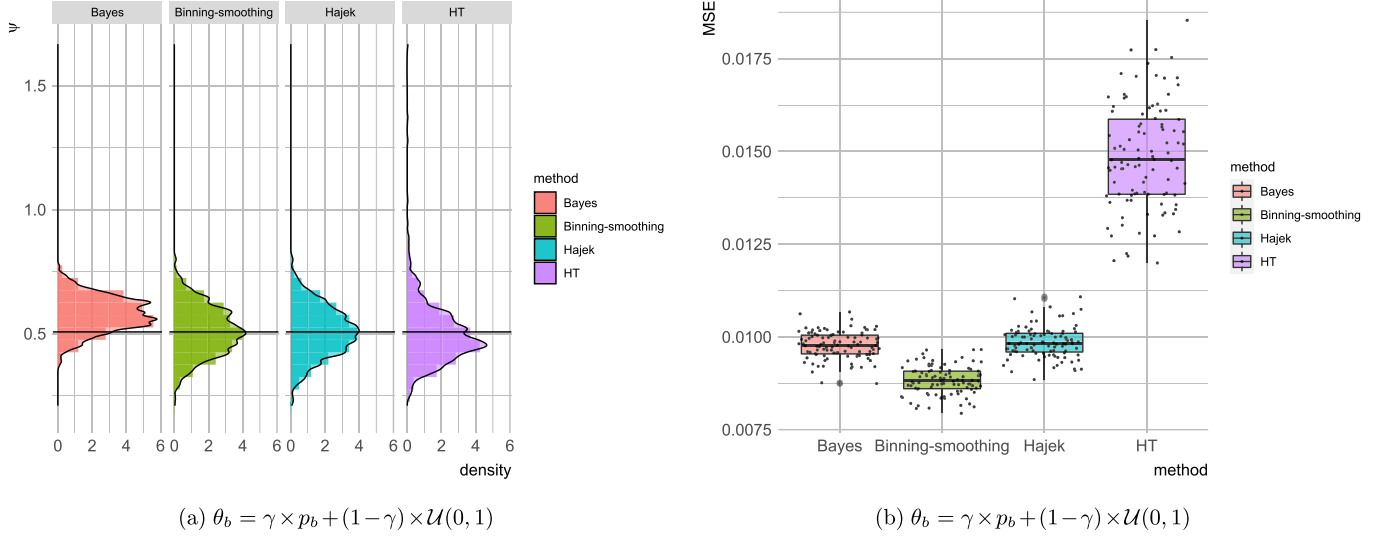 Bayes Binning-smoothing Hajek HT
ψ
1.5
1.0
0.5
0 2 4 6 0 2 4 6 0 2 4 6 0 2 4 6
density
method
Bayes
Binning-smoothing
Hajek
HT
(a) θ_b = γ × p_b + (1−γ) × 𝒰(0, 1)
MSE
0.0175
0.0150
0.0125
0.0100
0.0075
Bayes Binning-smoothing Hajek HT
method
method
Bayes
Binning-smoothing
Hajek
HT
(b) θ_b = γ × p_b + (1−γ) × 𝒰(0, 1)